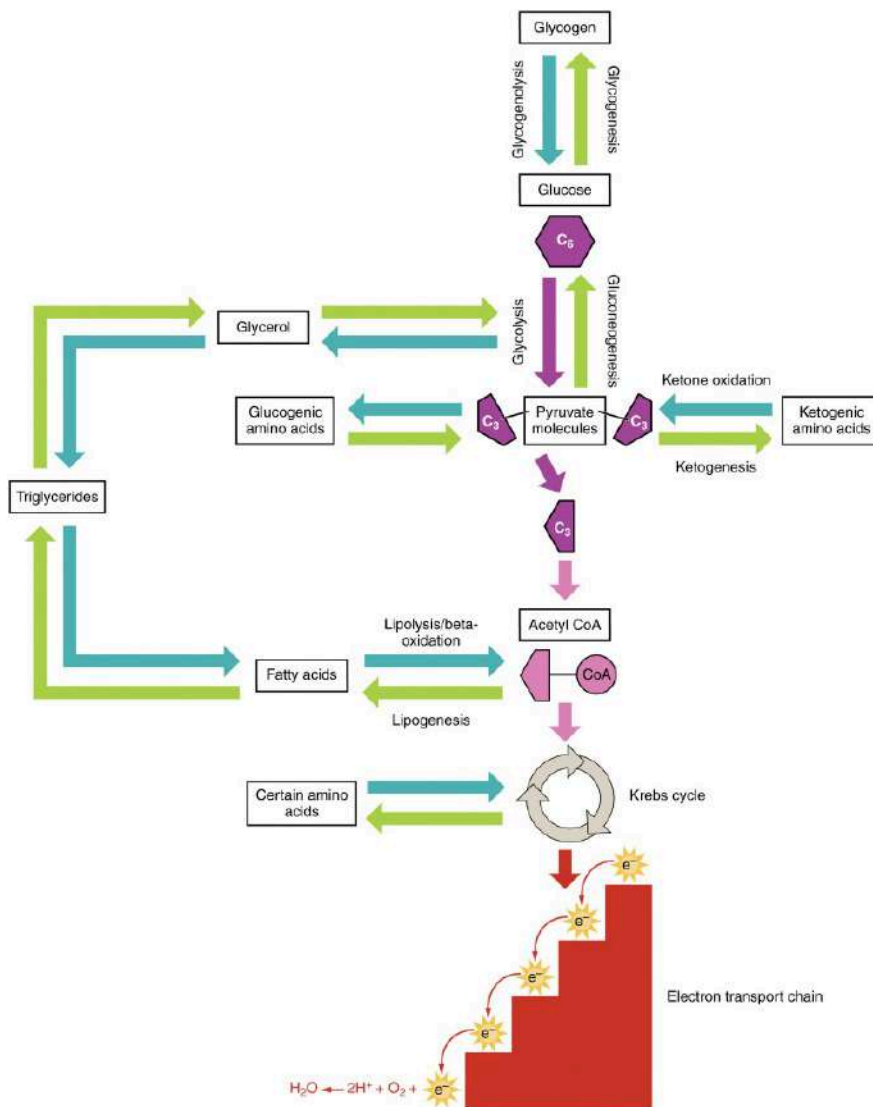 Glycogen
Glycogenolysis
Glycogenesis
Glucose
C₆
Glycerol
Glycolysis
Gluconeogenesis
Glucogenic
amino acids
C₃
Pyruvate
molecules
C₃
Ketone oxidation
Ketogenic
amino acids
Ketogenesis
Triglycerides
C₃
Lipolysis/beta-
oxidation
Acetyl CoA
Fatty acids
CoA
Lipogenesis
Certain amino
acids
Krebs cycle
e⁻
e⁻
e⁻
Electron transport chain
e⁻
H₂O ← 2H⁺ + O₂ + e⁻